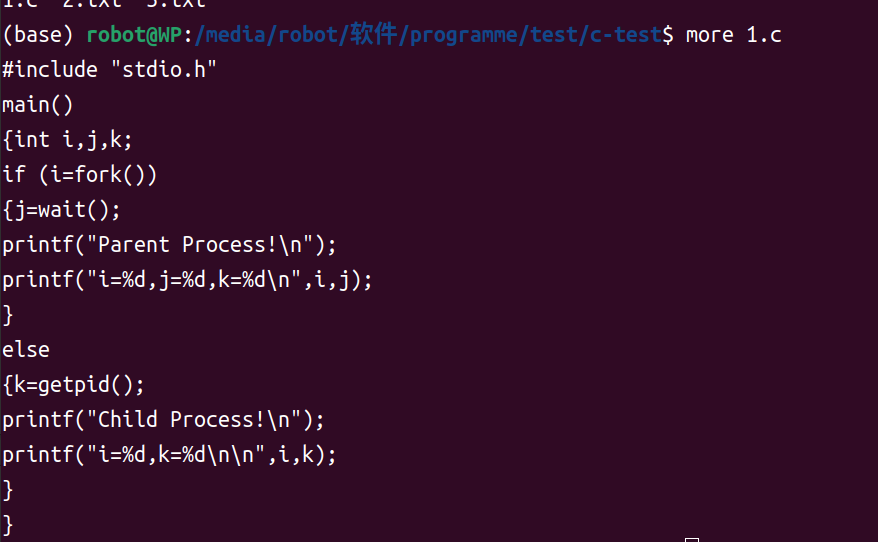 1.c 2.txt 3.txt
(base) robot@WP:/media/robot/软件/programme/test/c-test$ more 1.c
#include "stdio.h"
main()
{int i,j,k;
if (i=fork())
{j=wait();
printf("Parent Process!\n");
printf("i=%d,j=%d,k=%d\n",i,j);
}
else
{k=getpid();
printf("Child Process!\n");
printf("i=%d,k=%d\n\n",i,k);
}
}